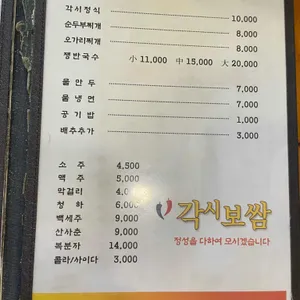 각시정식 10,000
순두부찌개 8,000
오가리찌개 8,000
쟁반국수 小 11,000 中 15,000 大 20,000
물만두 7,000
물냉면 7,000
공기밥 1,000
배추추가 3,000
소주 4,500
맥주 5,000
막걸리
청하 6,000
백세주 9,000
산사춘 9,000
복분자 14,000
콜라/사이다 3,000
각시보쌈
정성을 다하여 모시겠습니다